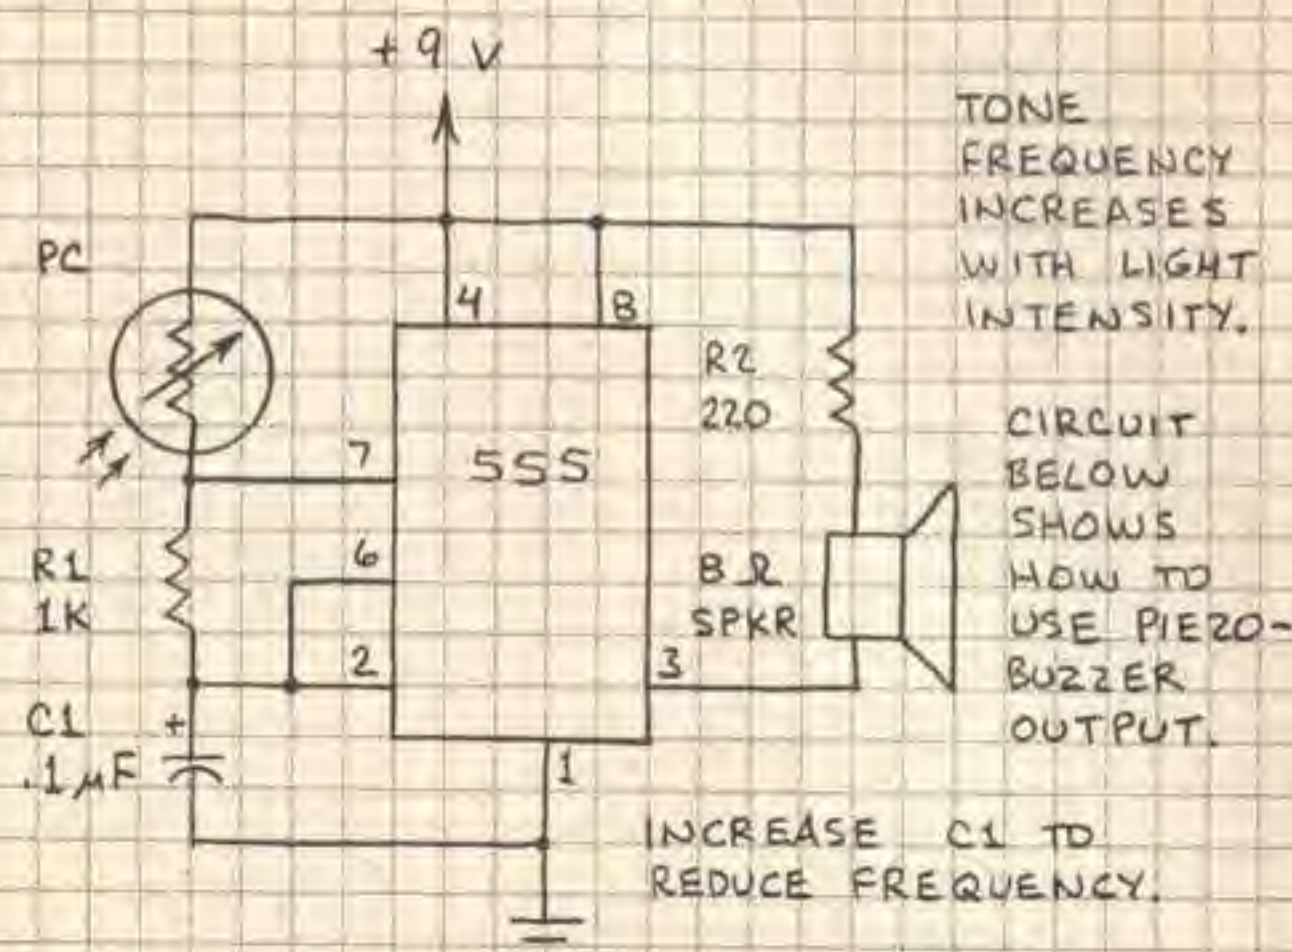 +9 V
TONE
FREQUENCY
INCREASES
WITH LIGHT
INTENSITY.
PC
4
8
R2
220
7
555
CIRCUIT
BELOW
SHOWS
HOW TO
USE PIEZO-
BUZZER
OUTPUT.
R1
1K
6
8 Ω
SPKR
2
3
C1
+
.1 µF
1
INCREASE C1 TO
REDUCE FREQUENCY.